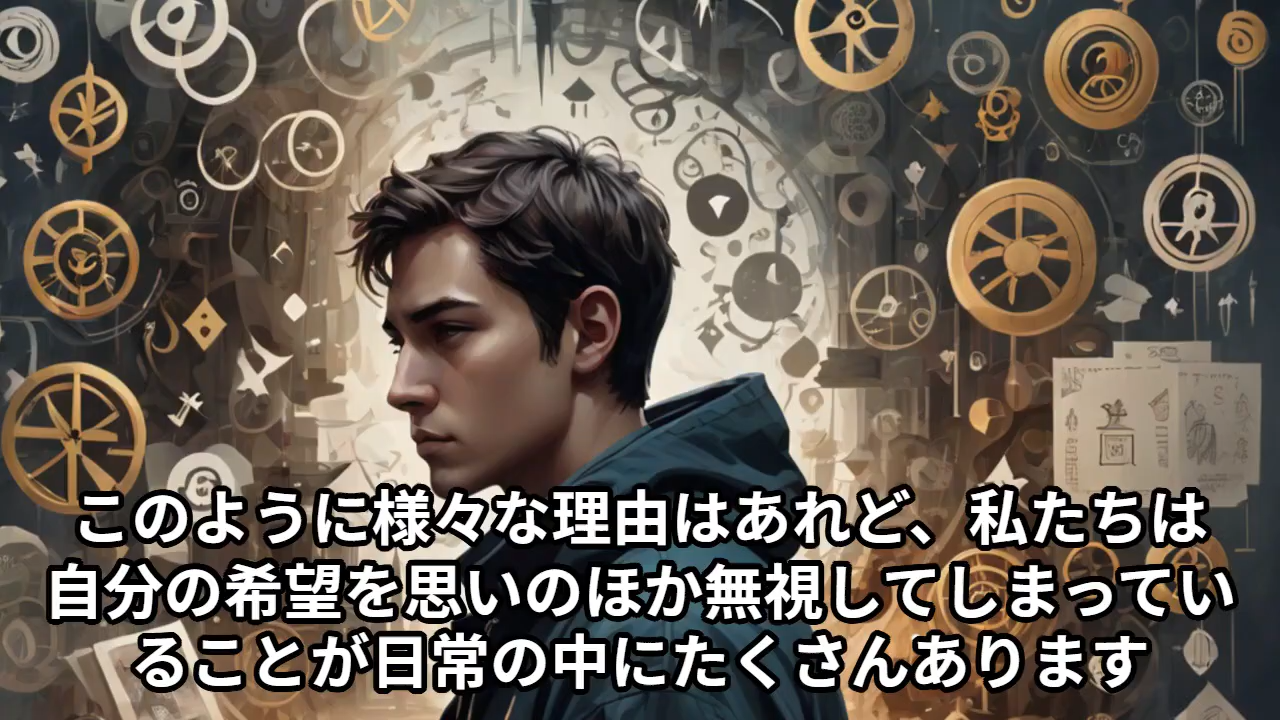 このように様々な理由はあれど、私たちは
自分の希望を思いのほか無視してしまってい
ることが日常の中にたくさんあります